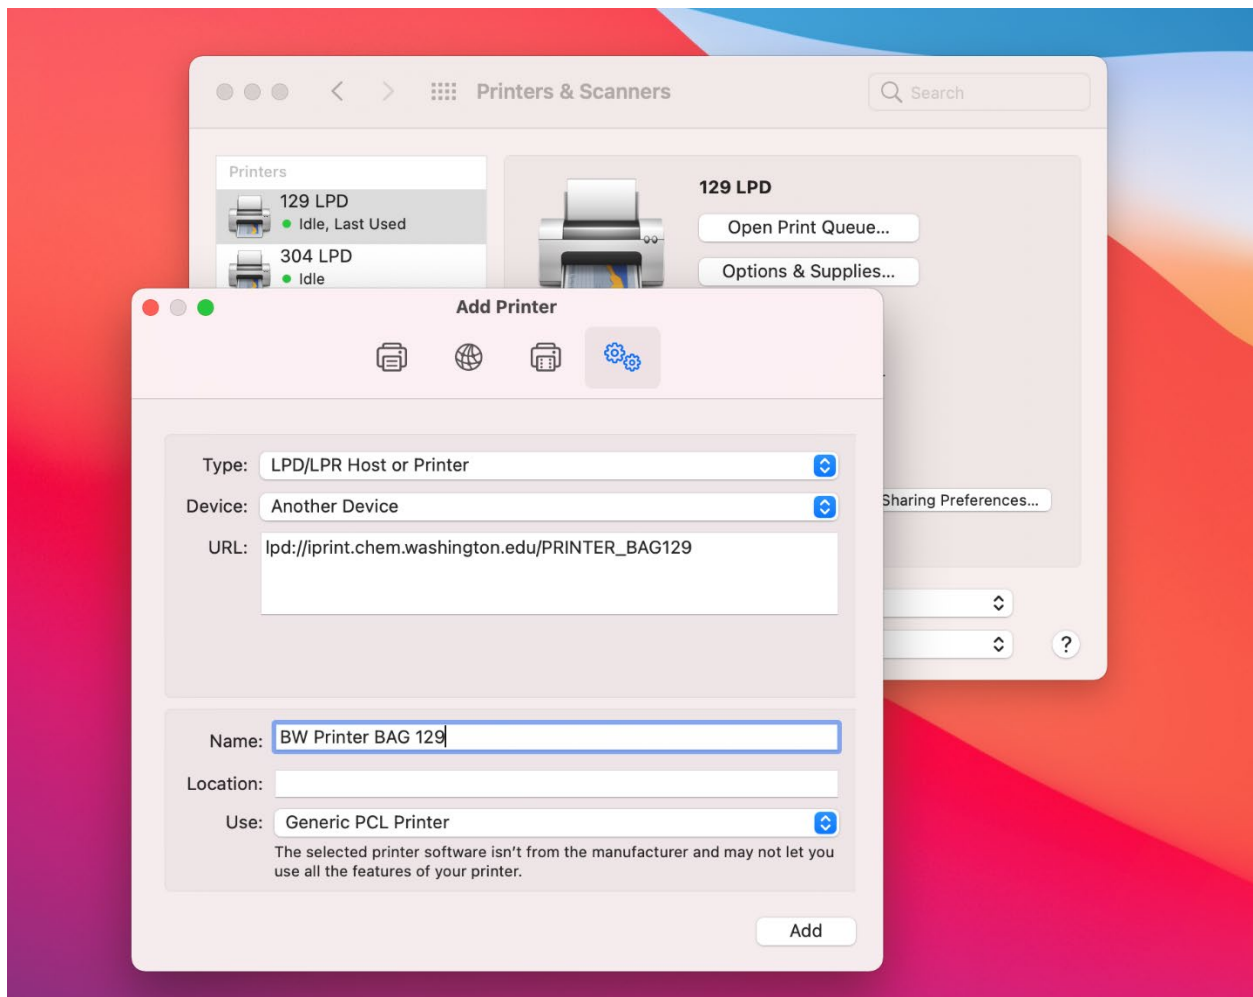 Printers & Scanners
Search
Printers
129 LPD
Idle, Last Used
304 LPD
Idle
129 LPD
Open Print Queue...
Options & Supplies...
Sharing Preferences...
?
Add Printer
Type: LPD/LPR Host or Printer
Device: Another Device
URL: lpd://iprint.chem.washington.edu/PRINTER_BAG129
Name: BW Printer BAG 129
Location:
Use: Generic PCL Printer
The selected printer software isn't from the manufacturer and may not let you
use all the features of your printer.
Add